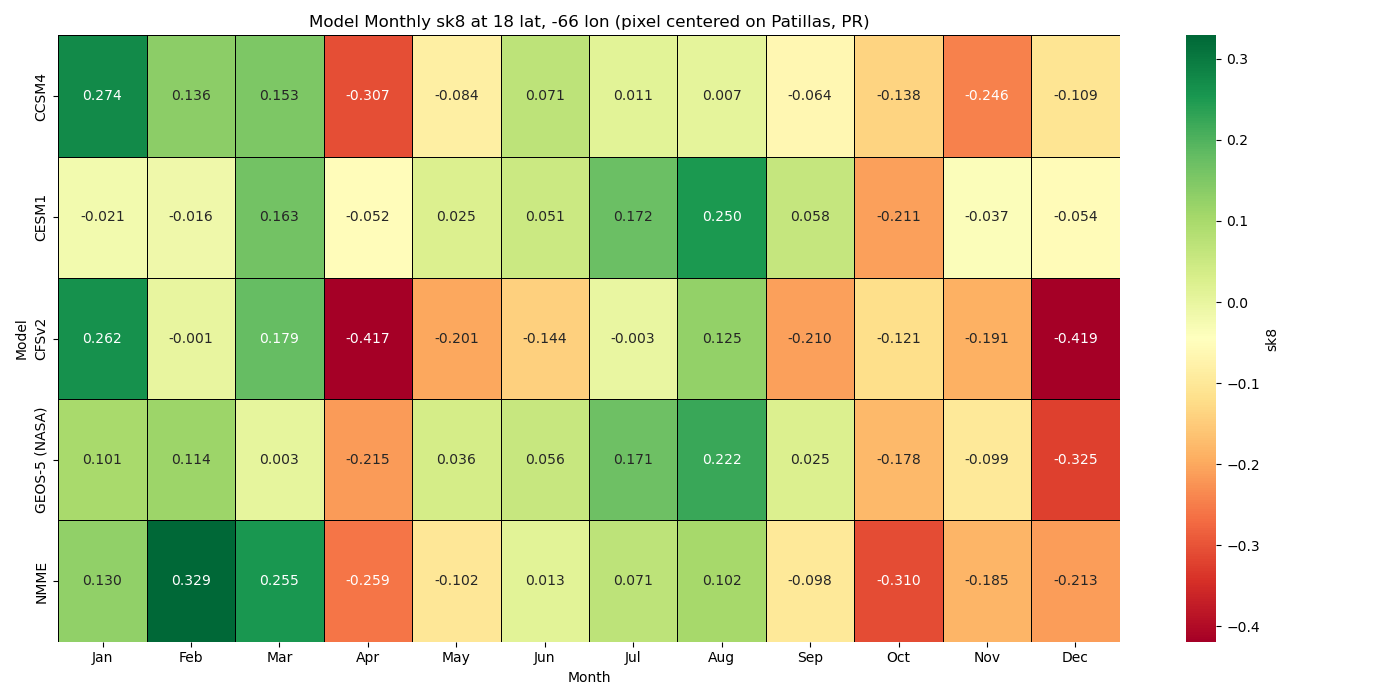 Model Monthly sk8 at 18 lat, -66 lon (pixel centered on Patillas, PR)
CCSM4 0.274 0.136 0.153 -0.307 -0.084 0.071 0.011 0.007 -0.064 -0.138 -0.246 -0.109
CESM1 -0.021 -0.016 0.163 -0.052 0.025 0.051 0.172 0.250 0.058 -0.211 -0.037 -0.054
Model
CFSv2 0.262 -0.001 0.179 -0.417 -0.201 -0.144 -0.003 0.125 -0.210 -0.121 -0.191 -0.419
GEOS-5 (NASA) 0.101 0.114 0.003 -0.215 0.036 0.056 0.171 0.222 0.025 -0.178 -0.099 -0.325
NMME 0.130 0.329 0.255 -0.259 -0.102 0.013 0.071 0.102 -0.098 -0.310 -0.185 -0.213
Jan Feb Mar Apr May Jun Jul Aug Sep Oct Nov Dec
Month
0.3
0.2
0.1
0.0
−0.1
−0.2
−0.3
−0.4
sk8